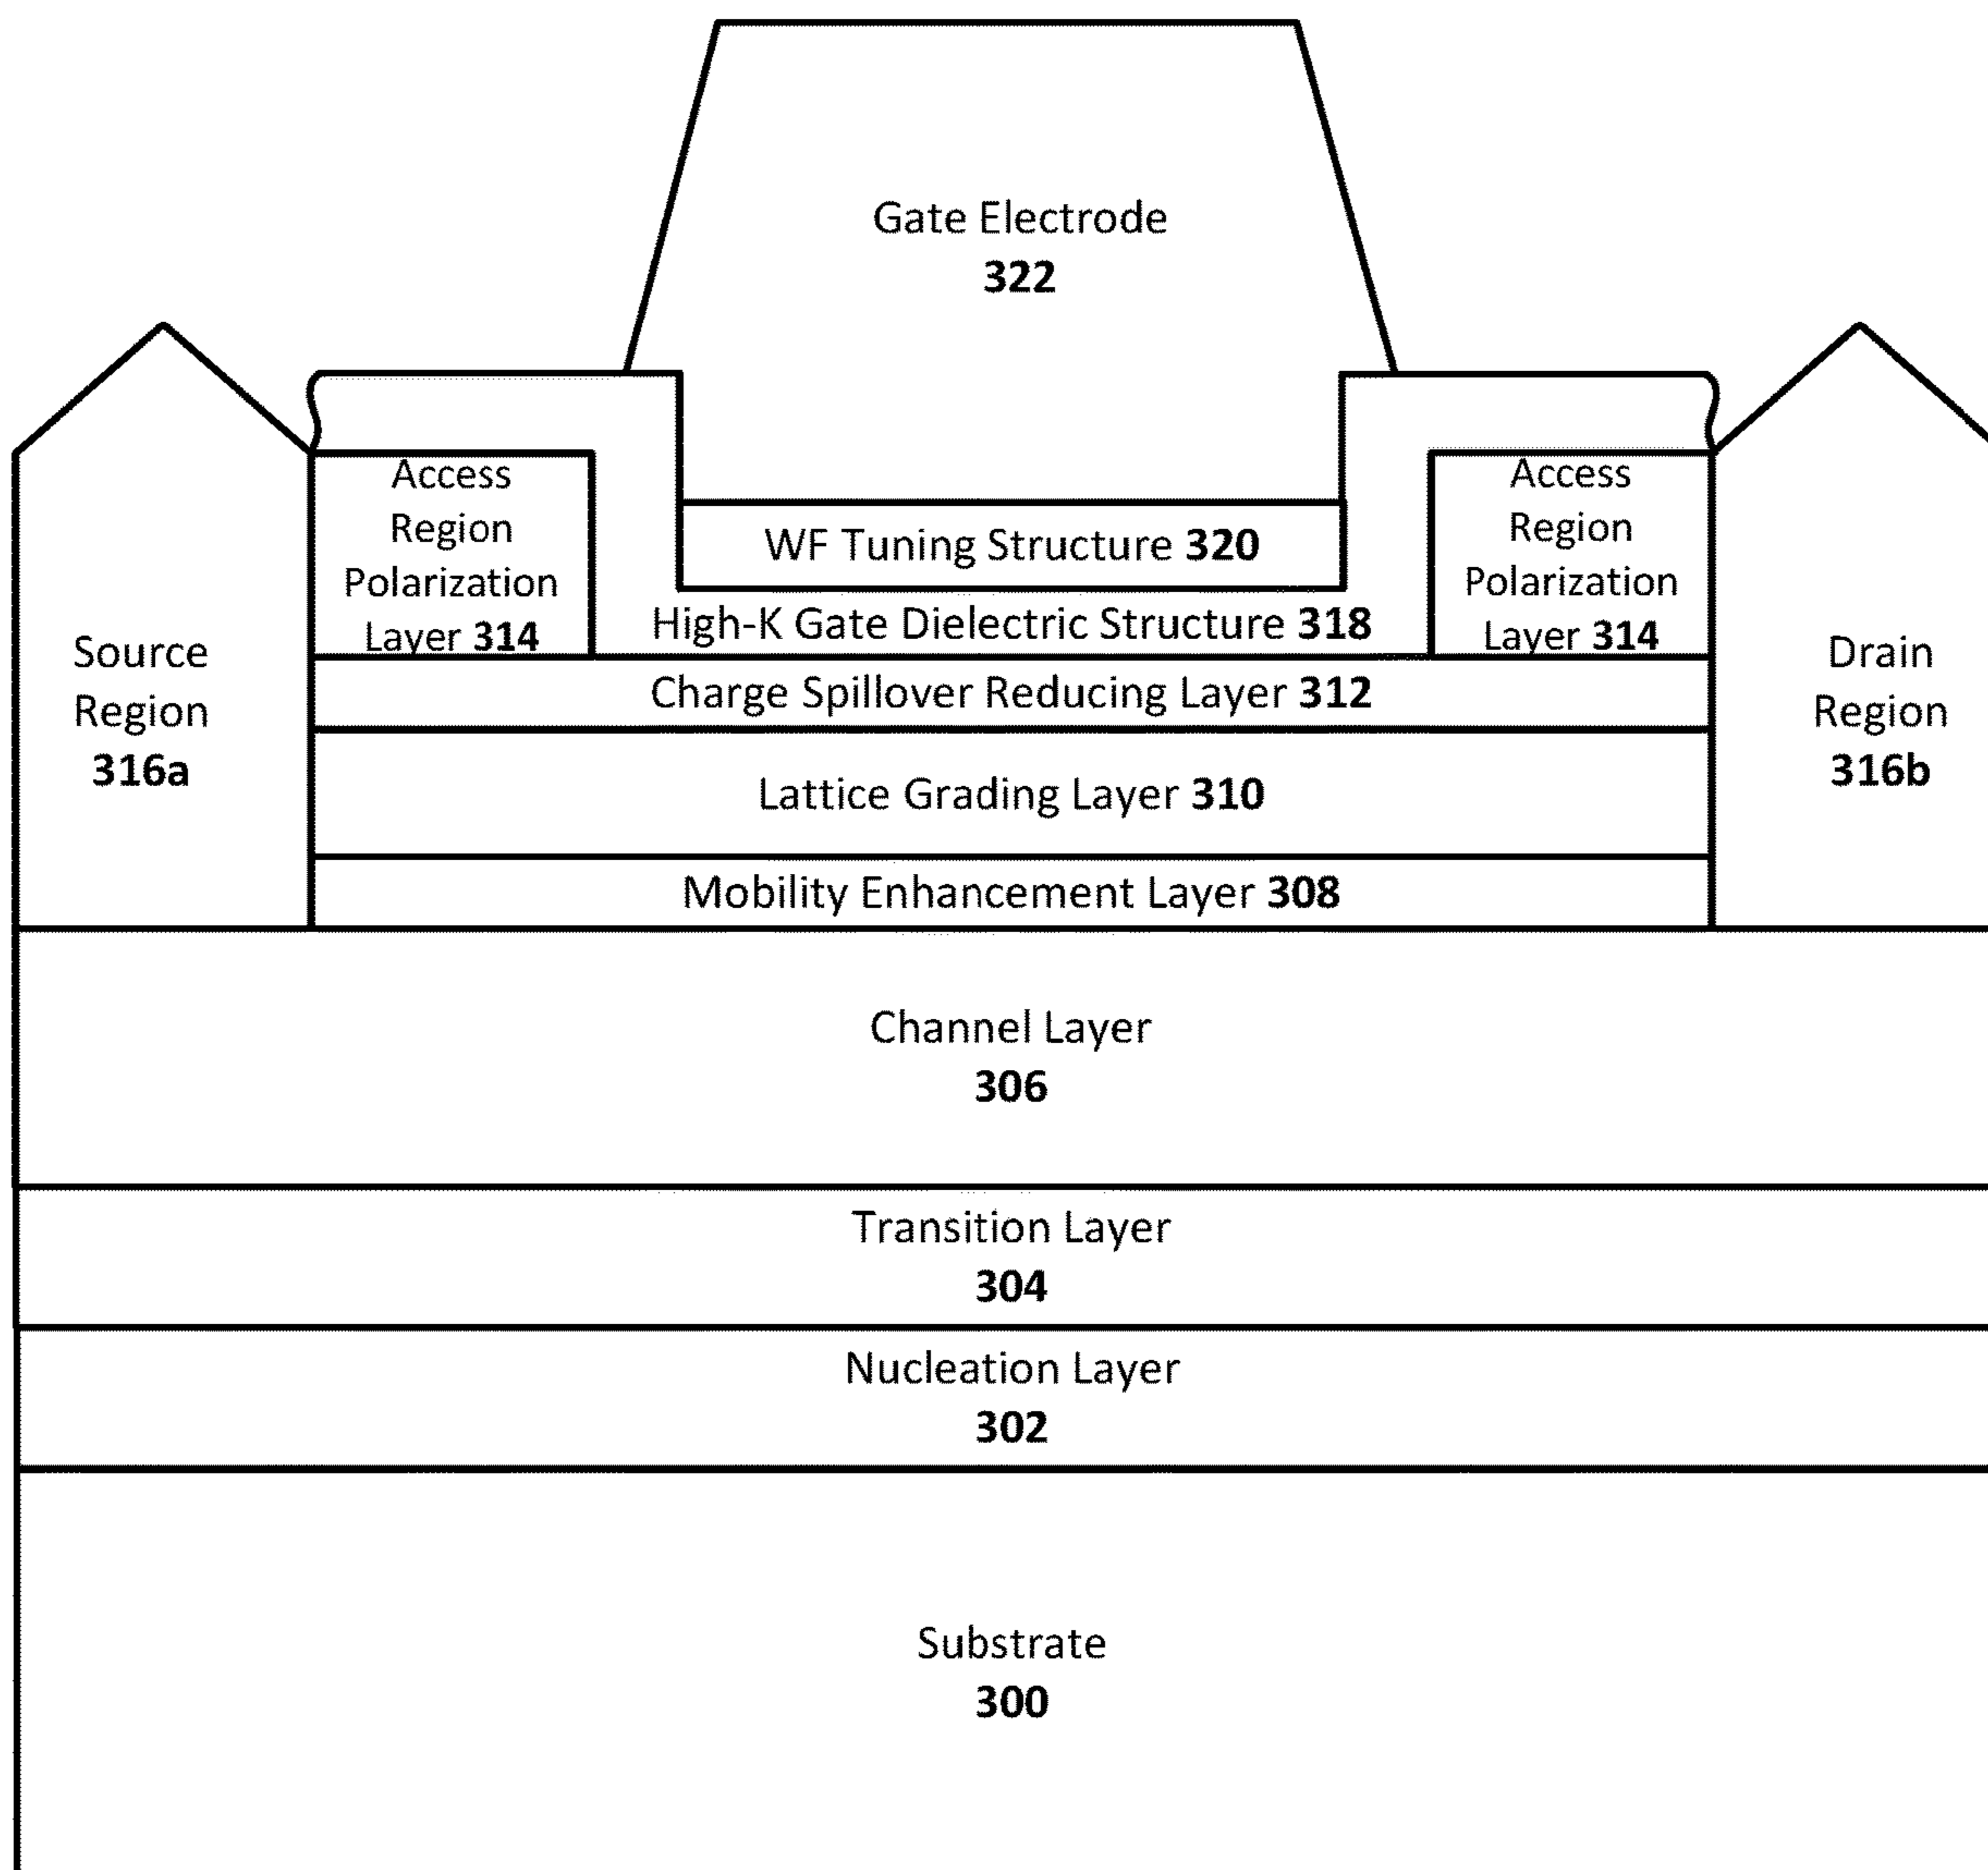 Gate Electrode
322
Access
Region
Polarization
Layer 314
WF Tuning Structure 320
High-K Gate Dielectric Structure 318
Access
Region
Polarization
Layer 314
Source
Region
316a
Charge Spillover Reducing Layer 312
Lattice Grading Layer 310
Mobility Enhancement Layer 308
Drain
Region
316b
Channel Layer
306
Transition Layer
304
Nucleation Layer
302
Substrate
300